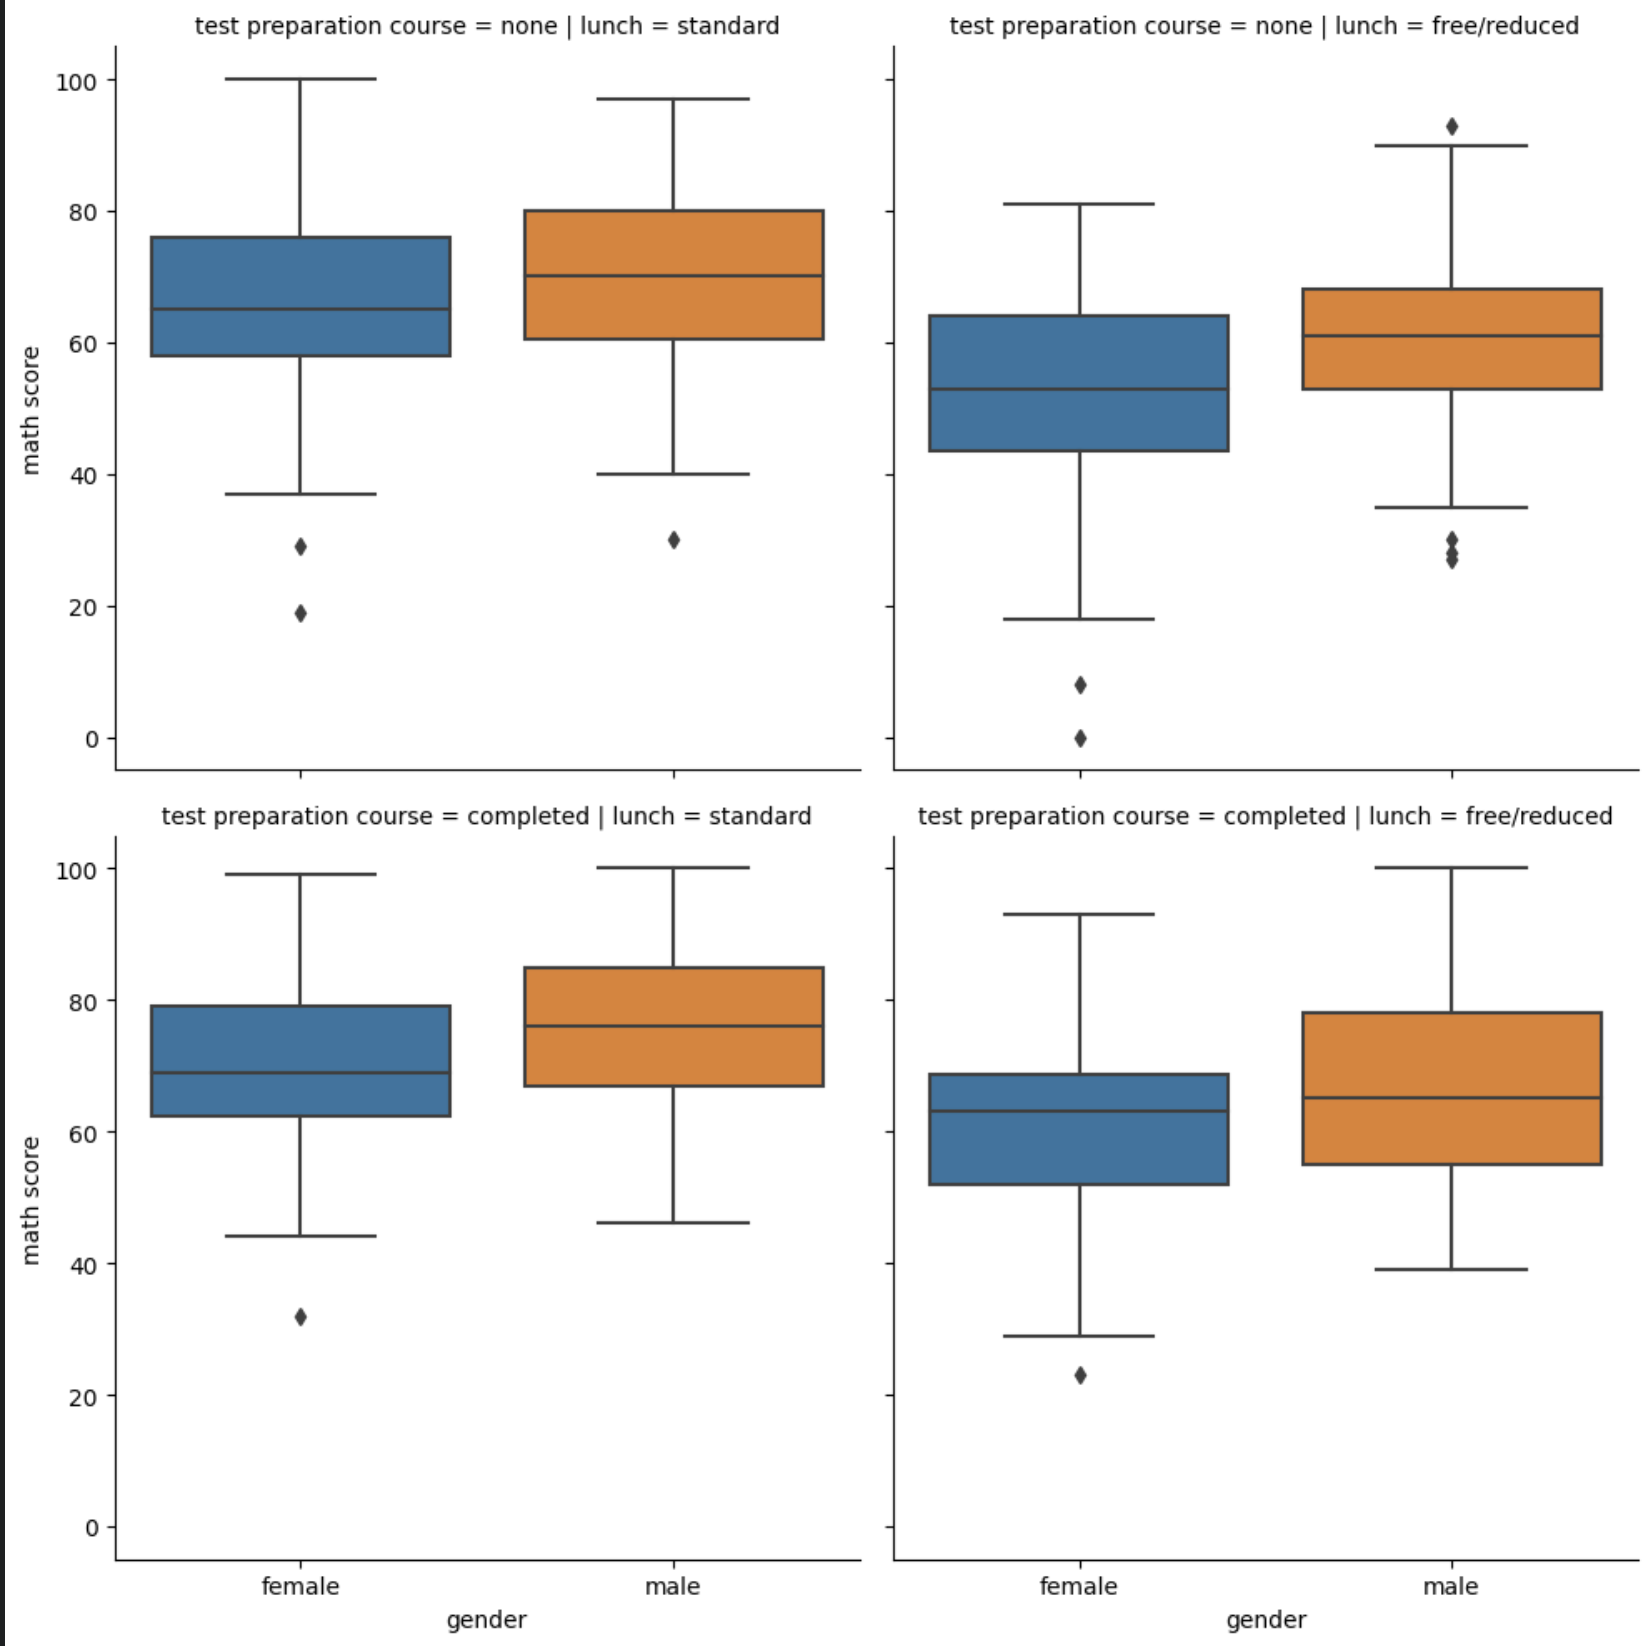 test preparation course = none | lunch = standard
test preparation course = none | lunch = free/reduced
100
80
60
40
20
0
math score
test preparation course = completed | lunch = standard
test preparation course = completed | lunch = free/reduced
100
80
60
40
20
0
math score
female
male
female
male
gender
gender